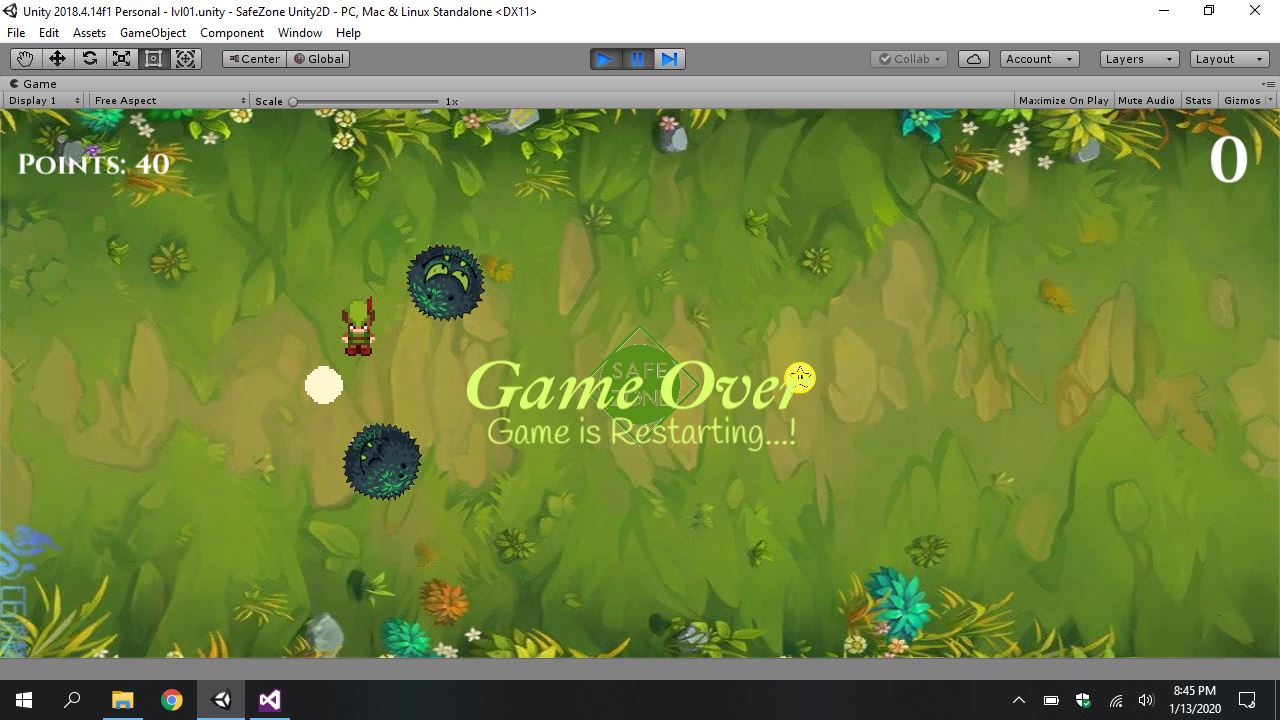 Unity 2018.4.14f1 Personal - lvl01.unity - SafeZone Unity2D - PC, Mac & Linux Standalone <DX11>
File Edit Assets GameObject Component Window Help
Center Global Collab Account Layers Layout
Game
Display 1 Free Aspect Scale 1x Maximize On Play Mute Audio Stats Gizmos
Points: 40
0
SAFE
ZONE
Game Over
Game is Restarting...!
8:45 PM
1/13/2020